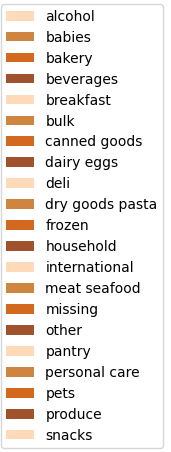 alcohol
babies
bakery
beverages
breakfast
bulk
canned goods
dairy eggs
deli
dry goods pasta
frozen
household
international
meat seafood
missing
other
pantry
personal care
pets
produce
snacks